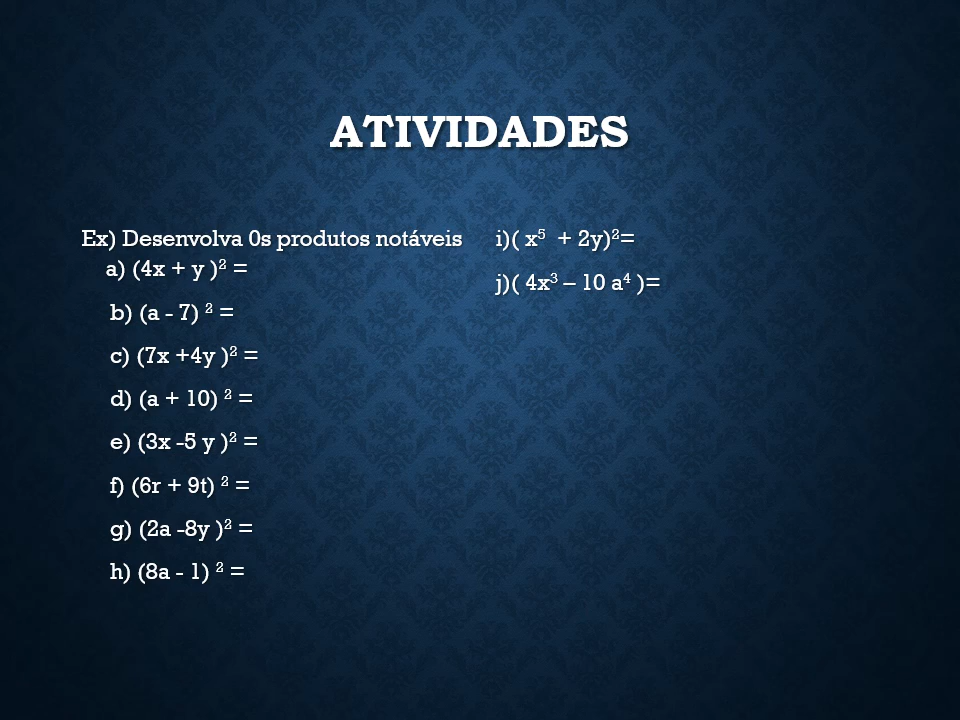 ATIVIDADES
Ex) Desenvolva 0s produtos notáveis
a) (4x + y )² =
b) (a - 7) ² =
c) (7x +4y )² =
d) (a + 10) ² =
e) (3x -5 y )² =
f) (6r + 9t) ² =
g) (2a -8y )² =
h) (8a - 1) ² =
i)( x⁵ + 2y)²=
j)( 4x³ – 10 a⁴ )=